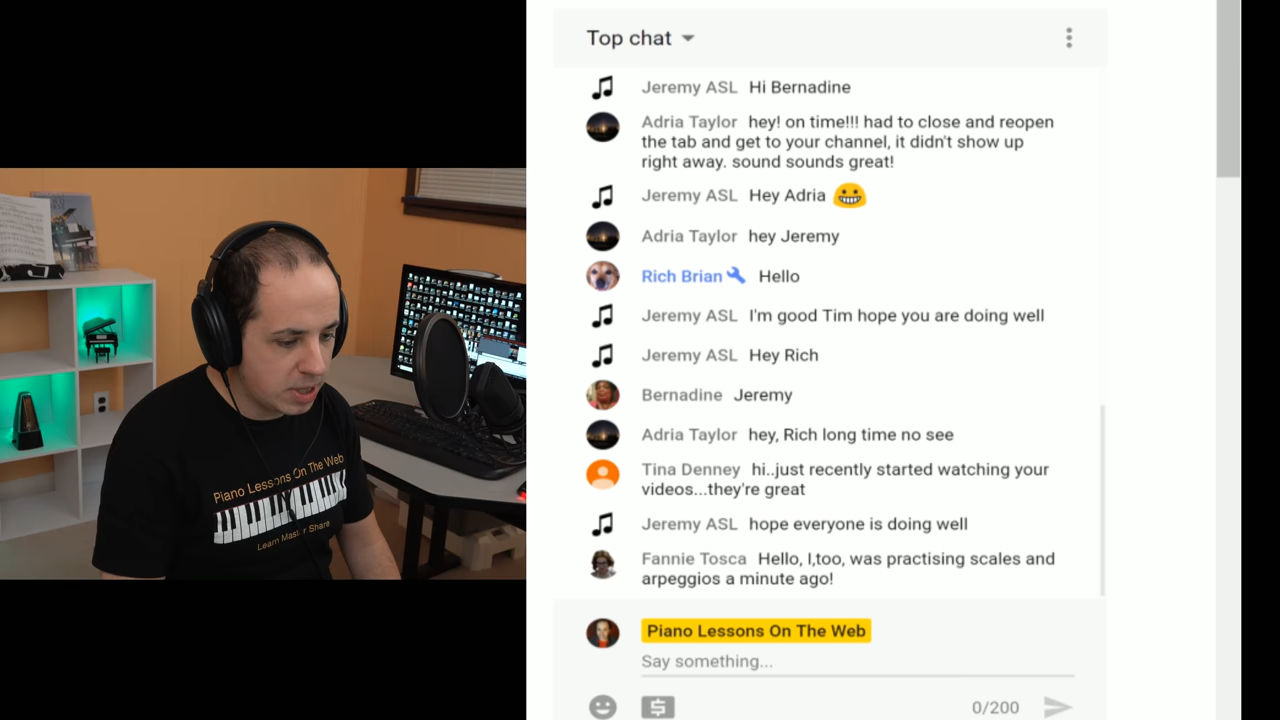 Top chat
Jeremy ASL Hi Bernadine
Adria Taylor hey! on time!!! had to close and reopen
the tab and get to your channel, it didn't show up
right away. sound sounds great!
Jeremy ASL Hey Adria 😀
Adria Taylor hey Jeremy
Rich Brian Hello
Jeremy ASL I'm good Tim hope you are doing well
Jeremy ASL Hey Rich
Bernadine Jeremy
Adria Taylor hey, Rich long time no see
Tina Denney hi..just recently started watching your
videos...they're great
Jeremy ASL hope everyone is doing well
Fannie Tosca Hello, I,too, was practising scales and
arpeggios a minute ago!
Piano Lessons On The Web
Say something...
0/200
Piano Lessons On The Web
Learn Master Share